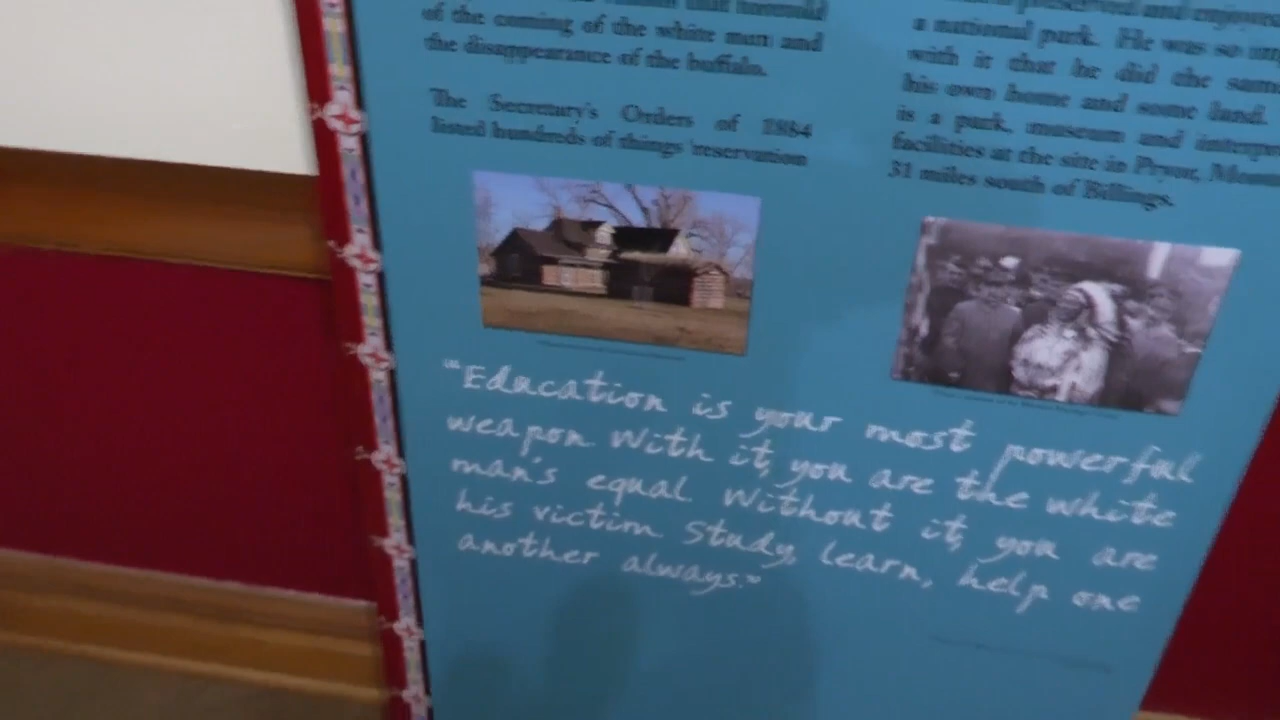 of the coming of the white man and
the disappearance of the buffalo.
The Secretary's Orders of 1884
listed hundreds of things reservation
preserved and enjoyed
a national park. He was so
with it that he did the same
his own home and some land.
is a park, museum and
facilities at the site in Pryor,
31 miles south of Billings.
"Education is your most powerful
weapon With it, you are the white
man's equal Without it, you are
his victim Study, learn, help one
another always."